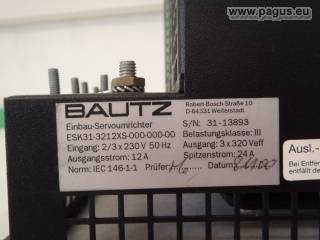 www.pagus.eu
BAUTZ
Robert-Bosch-Straße 10
D-64331 Weiterstadt
Einbau-Servoumrichter
ESK31-3212XS-000-000-00
S/N: 31-13893
Eingang: 2/3 x 230 V 50 Hz
Belastungsklasse: III
Ausgangsstrom: 12 A
Ausgang: 3 x 320 Veff
Norm: IEC 146-1-1
Spitzenstrom: 24 A
Prüfer:
Datum:
Ausl.-
Bei Entfer
entfällt de